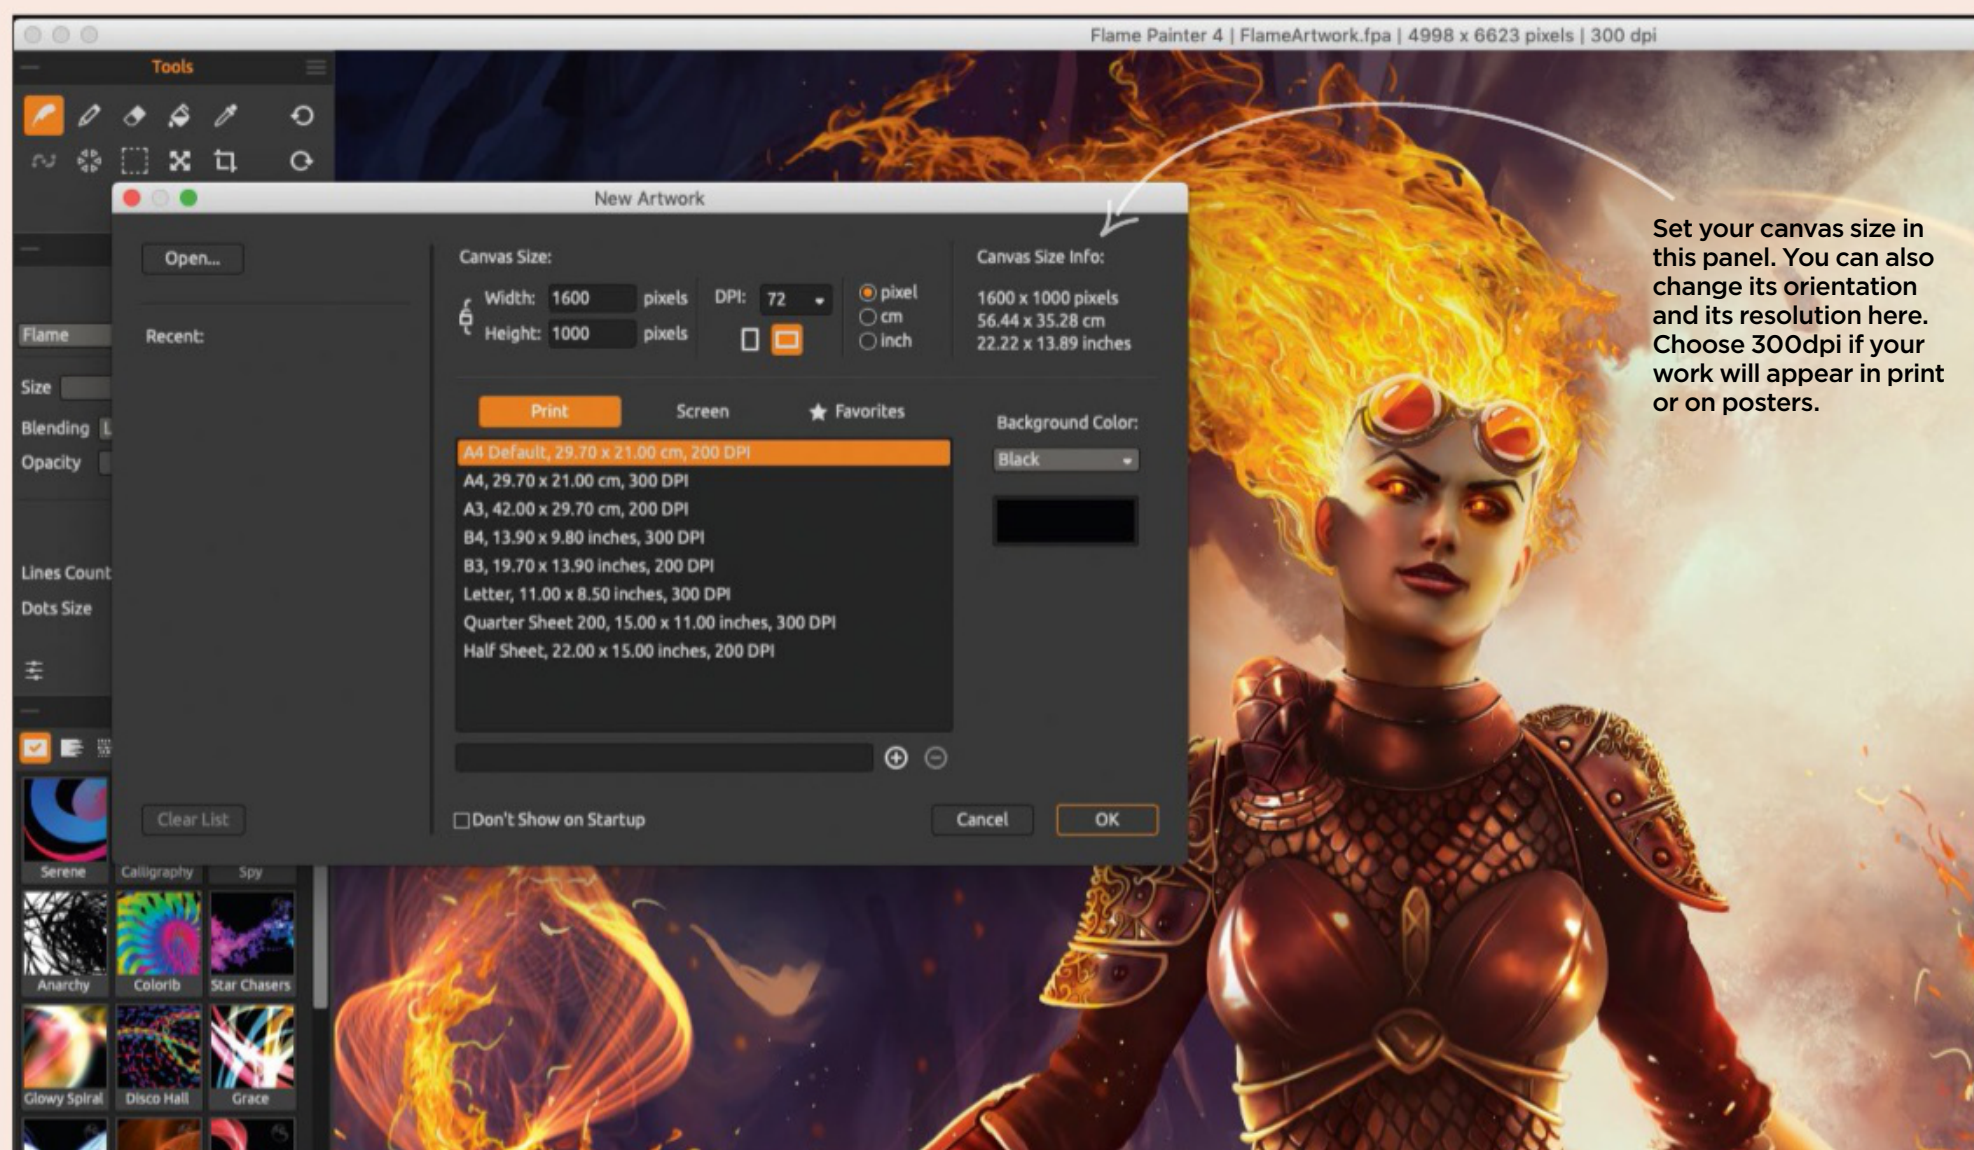 Flame Painter 4 | FlameArtwork.fpa | 4998 x 6623 pixels | 300 dpi
Tools
New Artwork
Open...
Recent:
Clear List
Canvas Size:
Width: 1600 pixels
Height: 1000 pixels
DPI: 72
pixel
cm
inch
Canvas Size Info:
1600 x 1000 pixels
56.44 x 35.28 cm
22.22 x 13.89 inches
Print Screen Favorites
A4 Default, 29.70 x 21.00 cm, 200 DPI
A4, 29.70 x 21.00 cm, 300 DPI
A3, 42.00 x 29.70 cm, 200 DPI
B4, 13.90 x 9.80 inches, 300 DPI
B3, 19.70 x 13.90 inches, 200 DPI
Letter, 11.00 x 8.50 inches, 300 DPI
Quarter Sheet 200, 15.00 x 11.00 inches, 300 DPI
Half Sheet, 22.00 x 15.00 inches, 200 DPI
Background Color:
Black
Don't Show on Startup
Cancel OK
Set your canvas size in
this panel. You can also
change its orientation
and its resolution here.
Choose 300dpi if your
work will appear in print
or on posters.
Flame
Size
Blending L
Opacity
Lines Count
Dots Size
Serene Calligraphy Spy
Anarchy Colorib Star Chasers
Glowy Spiral Disco Hall Grace